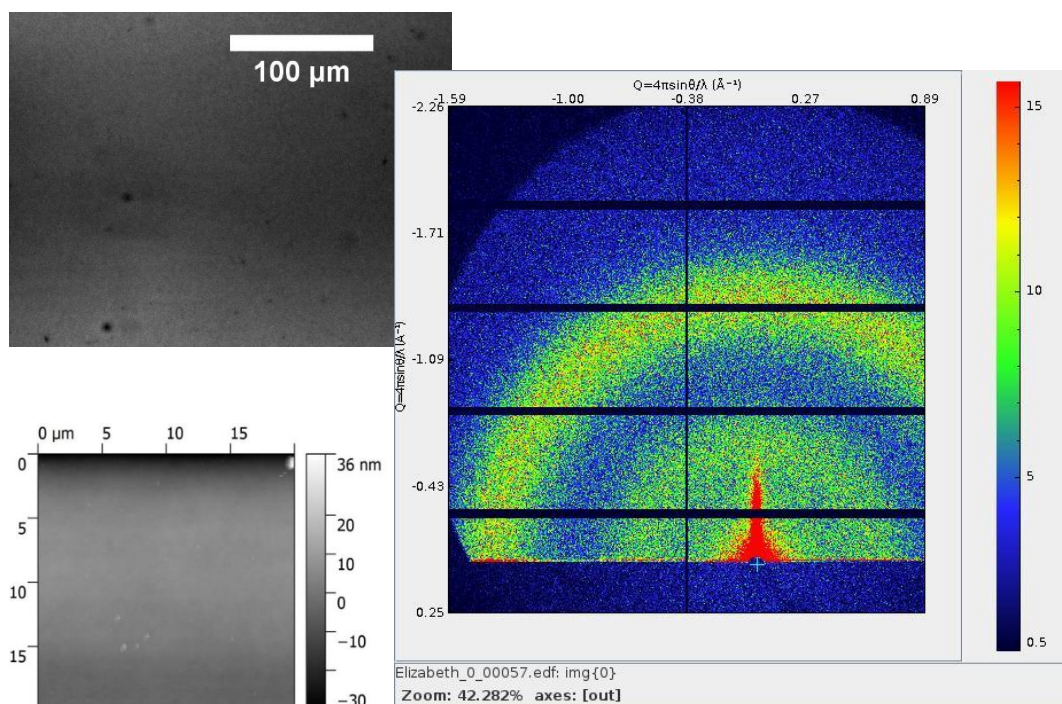 100 µm
Q=4πsinθ/λ (Å⁻¹)
-1.59 -1.00 -0.38 0.27 0.89
-2.26
-1.71
-1.09
-0.43
0.25
Q=4πsinθ/λ (Å⁻¹)
15
10
5
0.5
Elizabeth_0_00057.edf: img{0}
Zoom: 42.282% axes: [out]
0 µm 5 10 15
0
5
10
15
36 nm
20
10
0
−10
−30